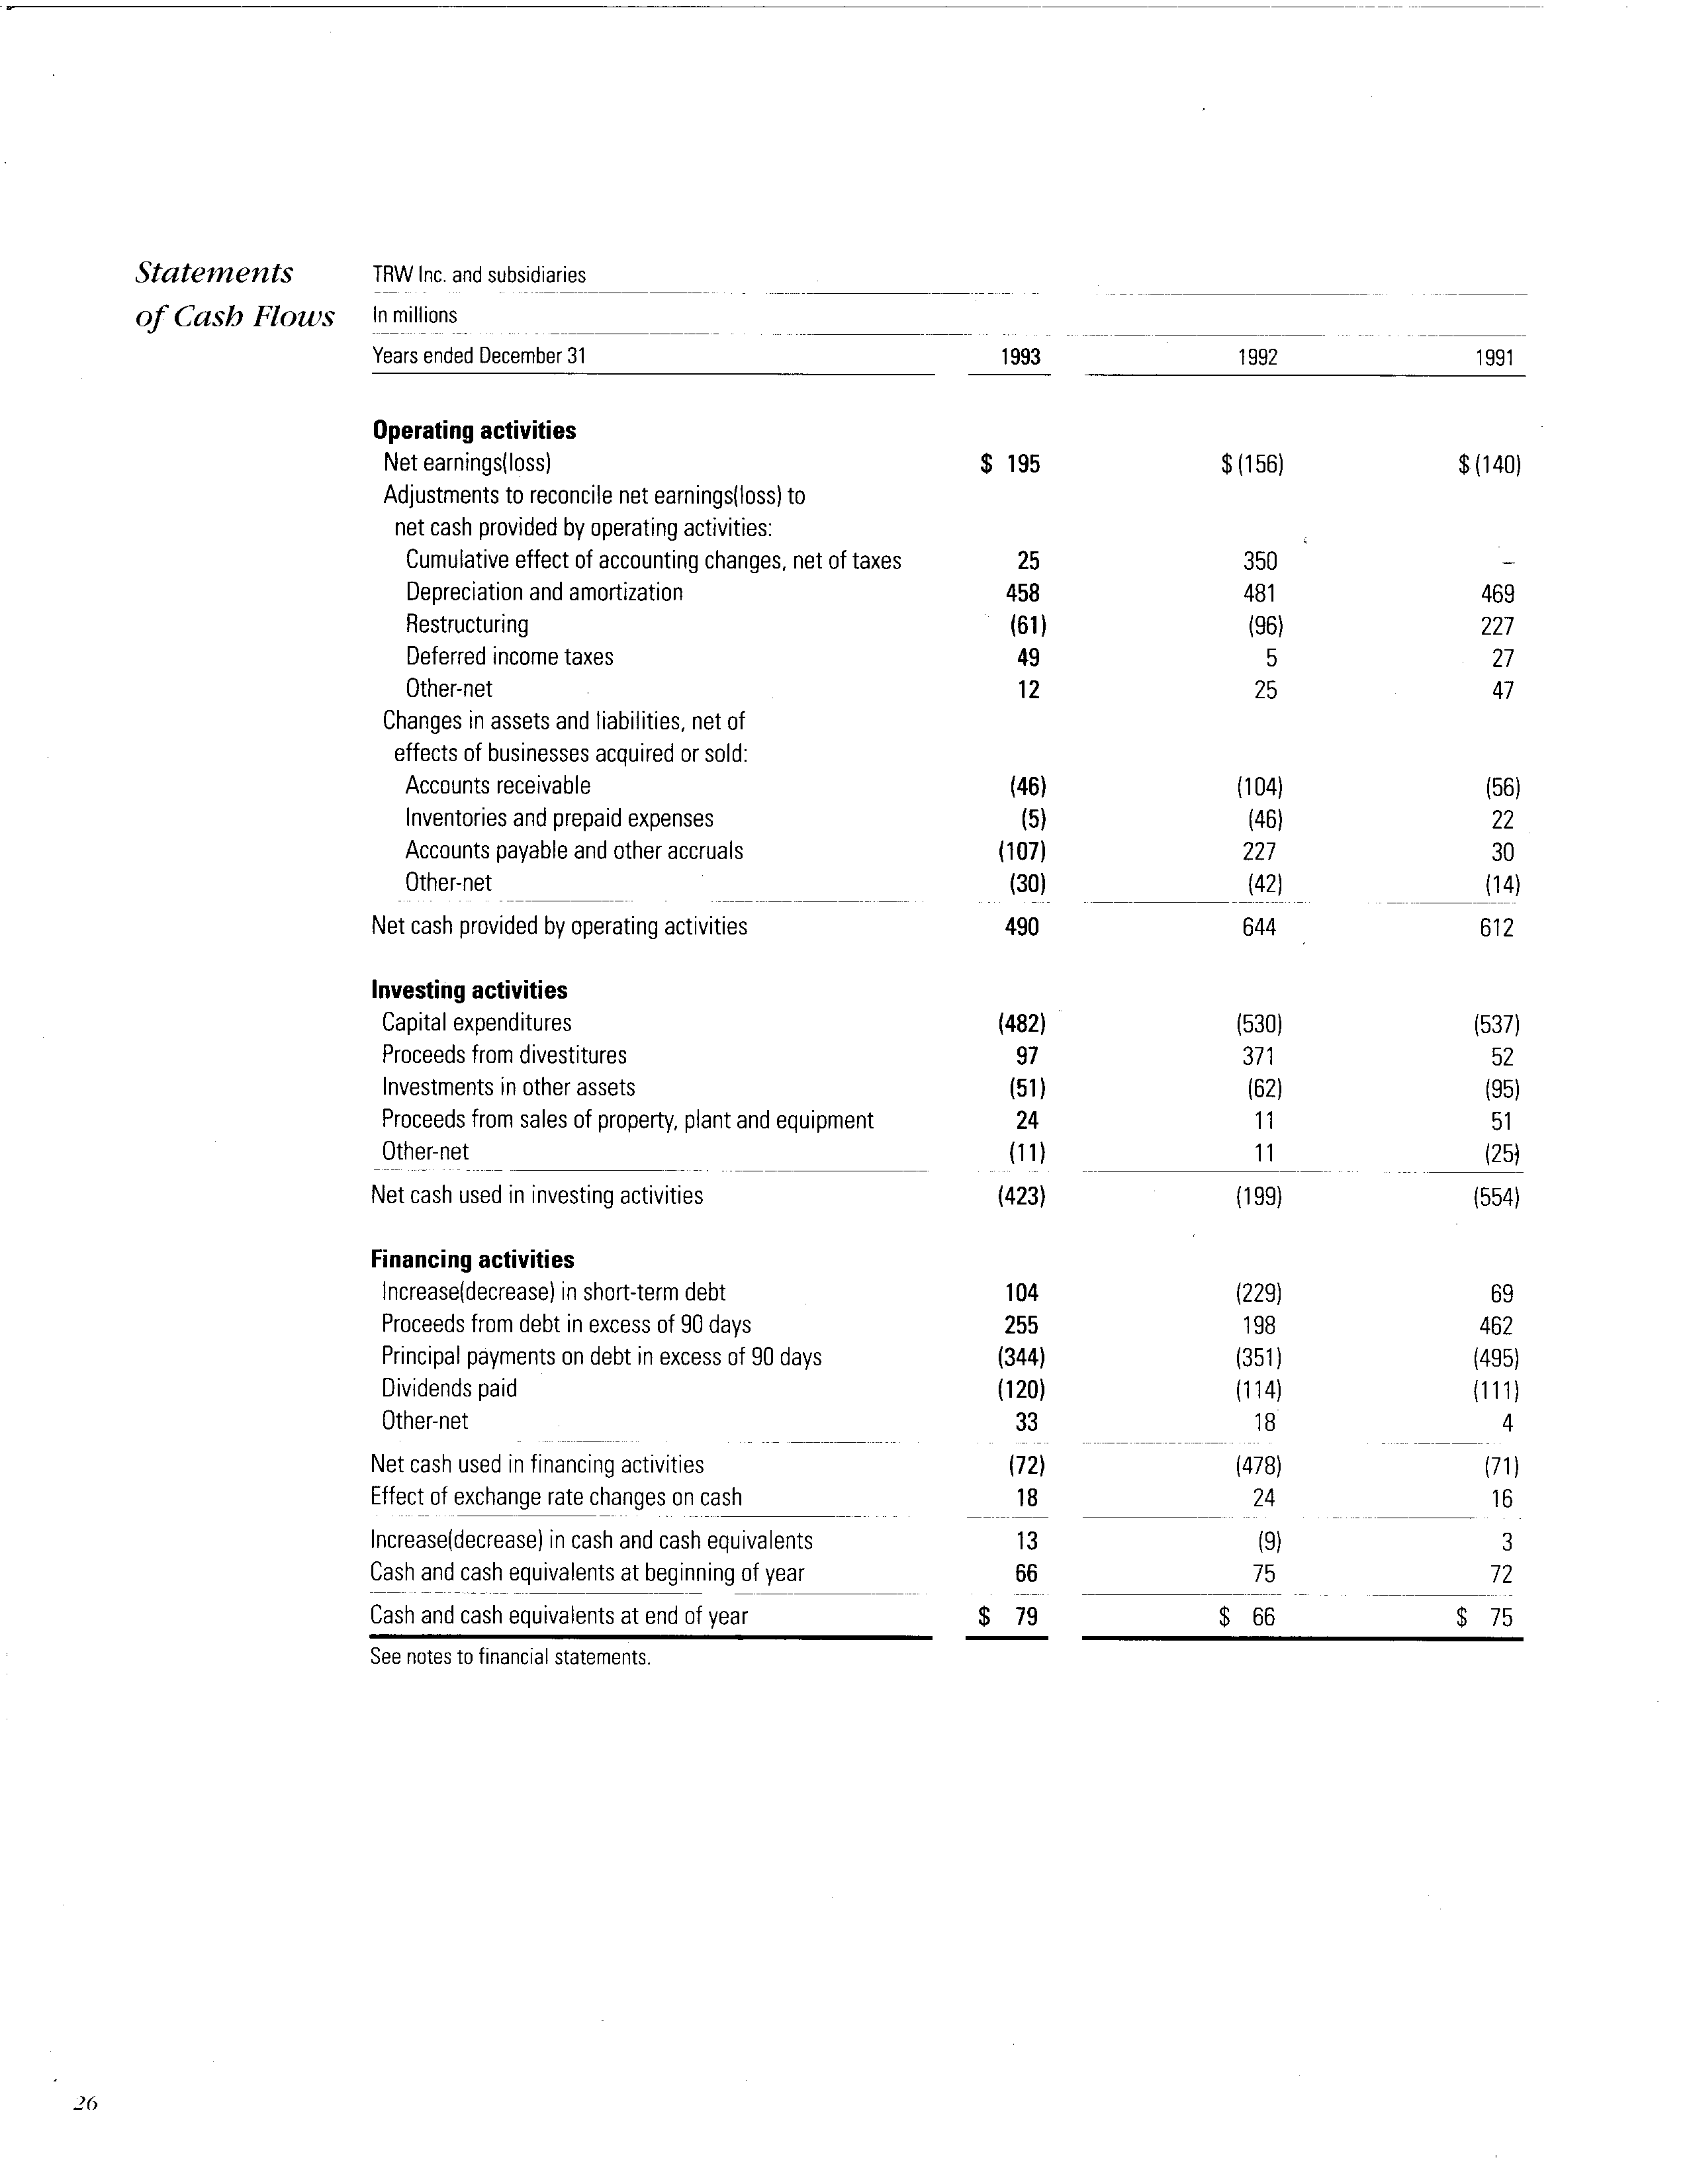 Statements
of Cash Flows
TRW Inc. and subsidiaries
In millions
Years ended December 31 1993 1992 1991
Operating activities
Net earnings(loss) $ 195 $ (156) $ (140)
Adjustments to reconcile net earnings(loss) to
net cash provided by operating activities:
Cumulative effect of accounting changes, net of taxes 25 350 –
Depreciation and amortization 458 481 469
Restructuring (61) (96) 227
Deferred income taxes 49 5 27
Other-net 12 25 47
Changes in assets and liabilities, net of
effects of businesses acquired or sold:
Accounts receivable (46) (104) (56)
Inventories and prepaid expenses (5) (46) 22
Accounts payable and other accruals (107) 227 30
Other-net (30) (42) (14)
Net cash provided by operating activities 490 644 612
Investing activities
Capital expenditures (482) (530) (537)
Proceeds from divestitures 97 371 52
Investments in other assets (51) (62) (95)
Proceeds from sales of property, plant and equipment 24 11 51
Other-net (11) 11 (25)
Net cash used in investing activities (423) (199) (554)
Financing activities
Increase(decrease) in short-term debt 104 (229) 69
Proceeds from debt in excess of 90 days 255 198 462
Principal payments on debt in excess of 90 days (344) (351) (495)
Dividends paid (120) (114) (111)
Other-net 33 18 4
Net cash used in financing activities (72) (478) (71)
Effect of exchange rate changes on cash 18 24 16
Increase(decrease) in cash and cash equivalents 13 (9) 3
Cash and cash equivalents at beginning of year 66 75 72
Cash and cash equivalents at end of year $ 79 $ 66 $ 75
See notes to financial statements.
26